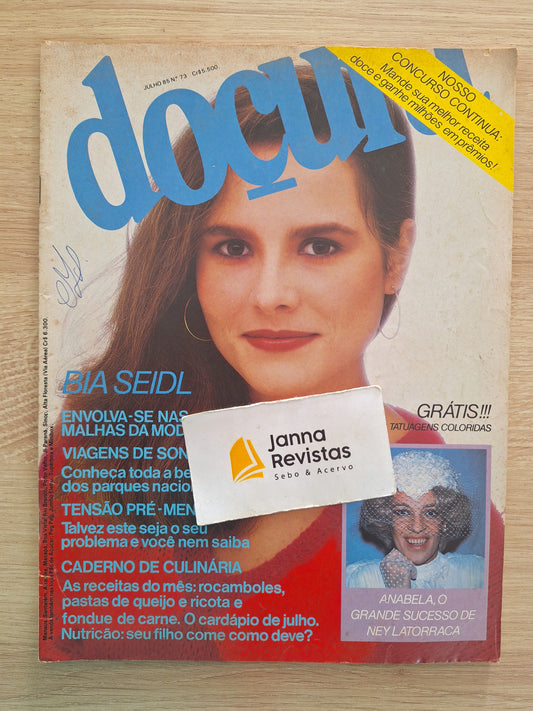 JULHO 85 Nº 73 Cr$ 5.500
doçura
NOSSO
CONCURSO CONTINUA:
Mande sua melhor receita
doce e ganhe milhões em prêmios!
BIA SEIDL
ENVOLVA-SE NAS
MALHAS DA MOD
VIAGENS DE SON
Conheça toda a be
dos parques nacio
TENSÃO PRÉ-MEN
Talvez este seja o seu
problema e você nem saiba
CADERNO DE CULINÁRIA
As receitas do mês: rocamboles,
pastas de queijo e ricota e
fondue de carne. O cardápio de julho.
Nutrição: seu filho come como deve?
Janna
Revistas
Sebo & Acervo
GRÁTIS!!!
TATUAGENS COLORIDAS
ANABELA, O
GRANDE SUCESSO DE
NEY LATORRACA